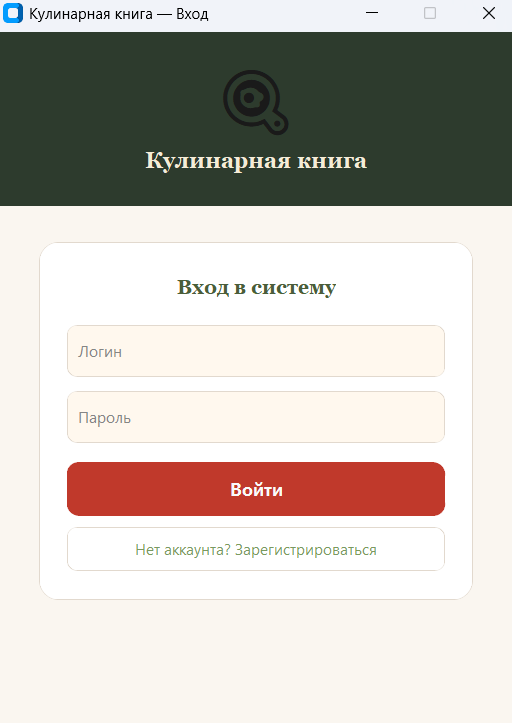 Кулинарная книга — Вход
Кулинарная книга
Вход в систему
Логин
Пароль
Войти
Нет аккаунта? Зарегистрироваться